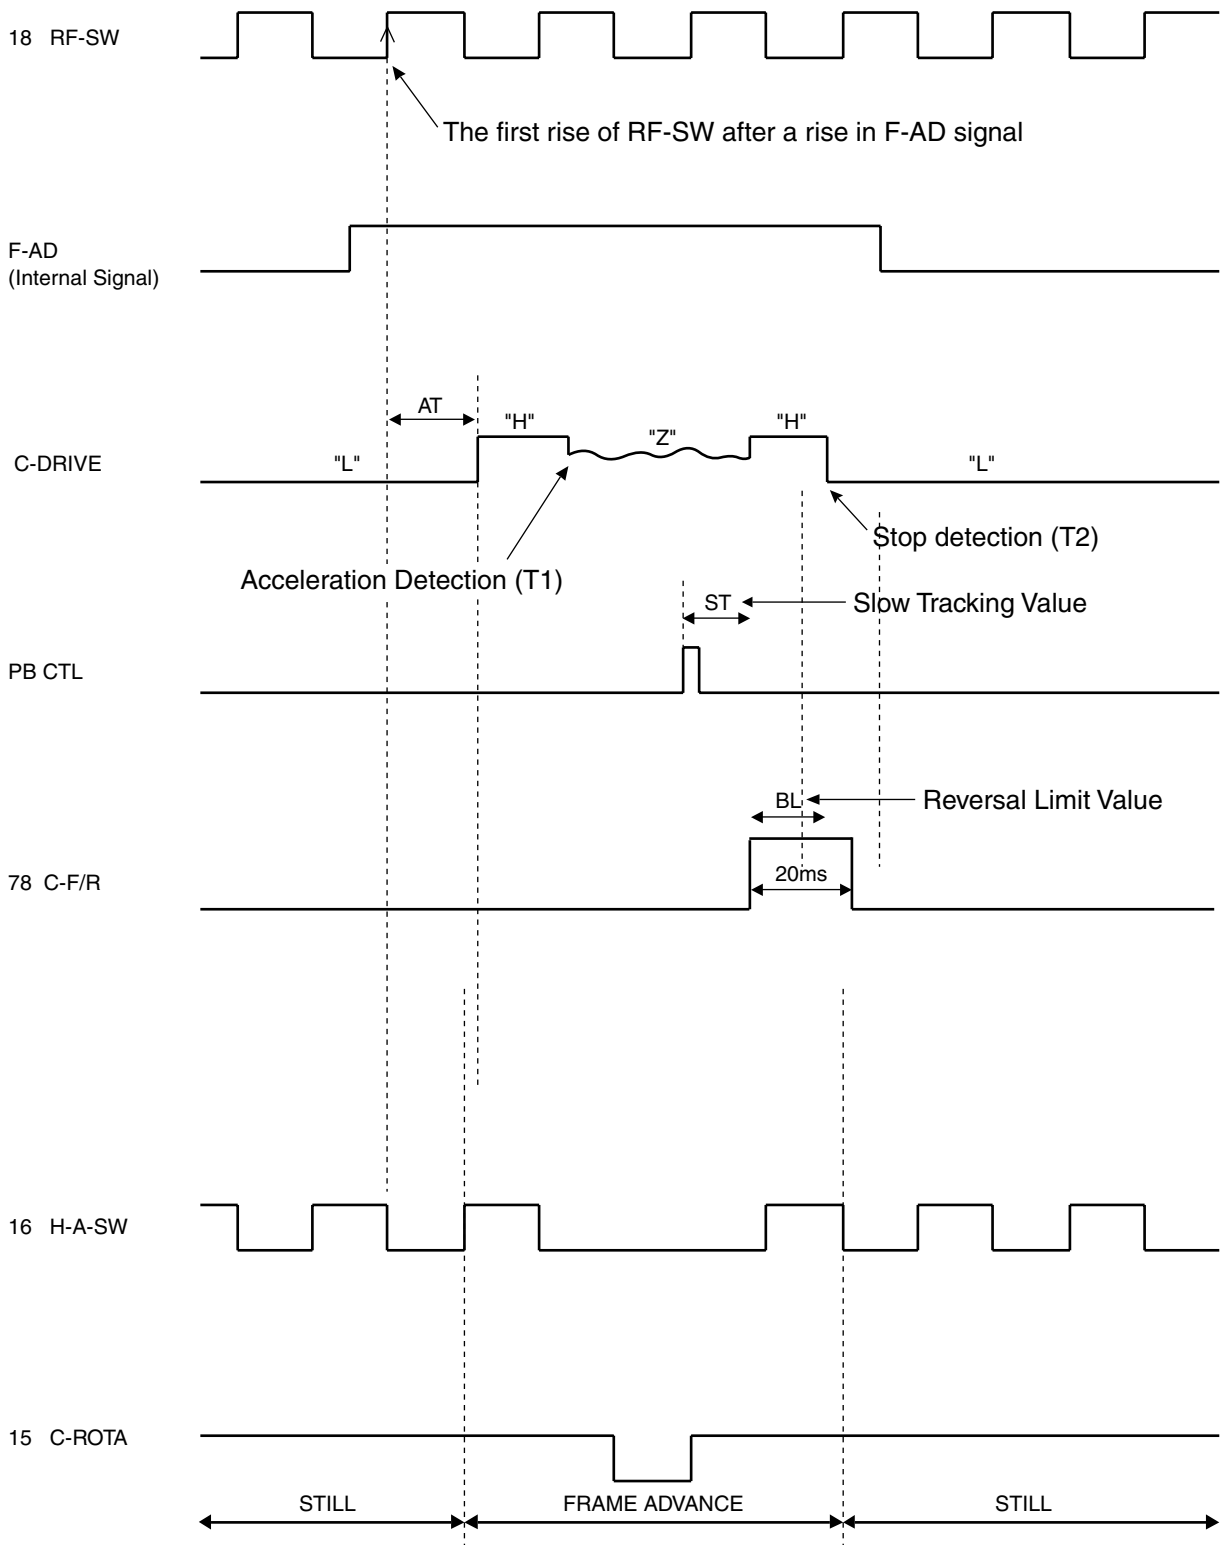 18 RF-SW
The first rise of RF-SW after a rise in F-AD signal
F-AD
(Internal Signal)
AT
"H"
"Z"
"H"
C-DRIVE
"L"
"L"
Stop detection (T2)
Acceleration Detection (T1)
ST
Slow Tracking Value
PB CTL
BL
Reversal Limit Value
78 C-F/R
20ms
16 H-A-SW
15 C-ROTA
STILL
FRAME ADVANCE
STILL